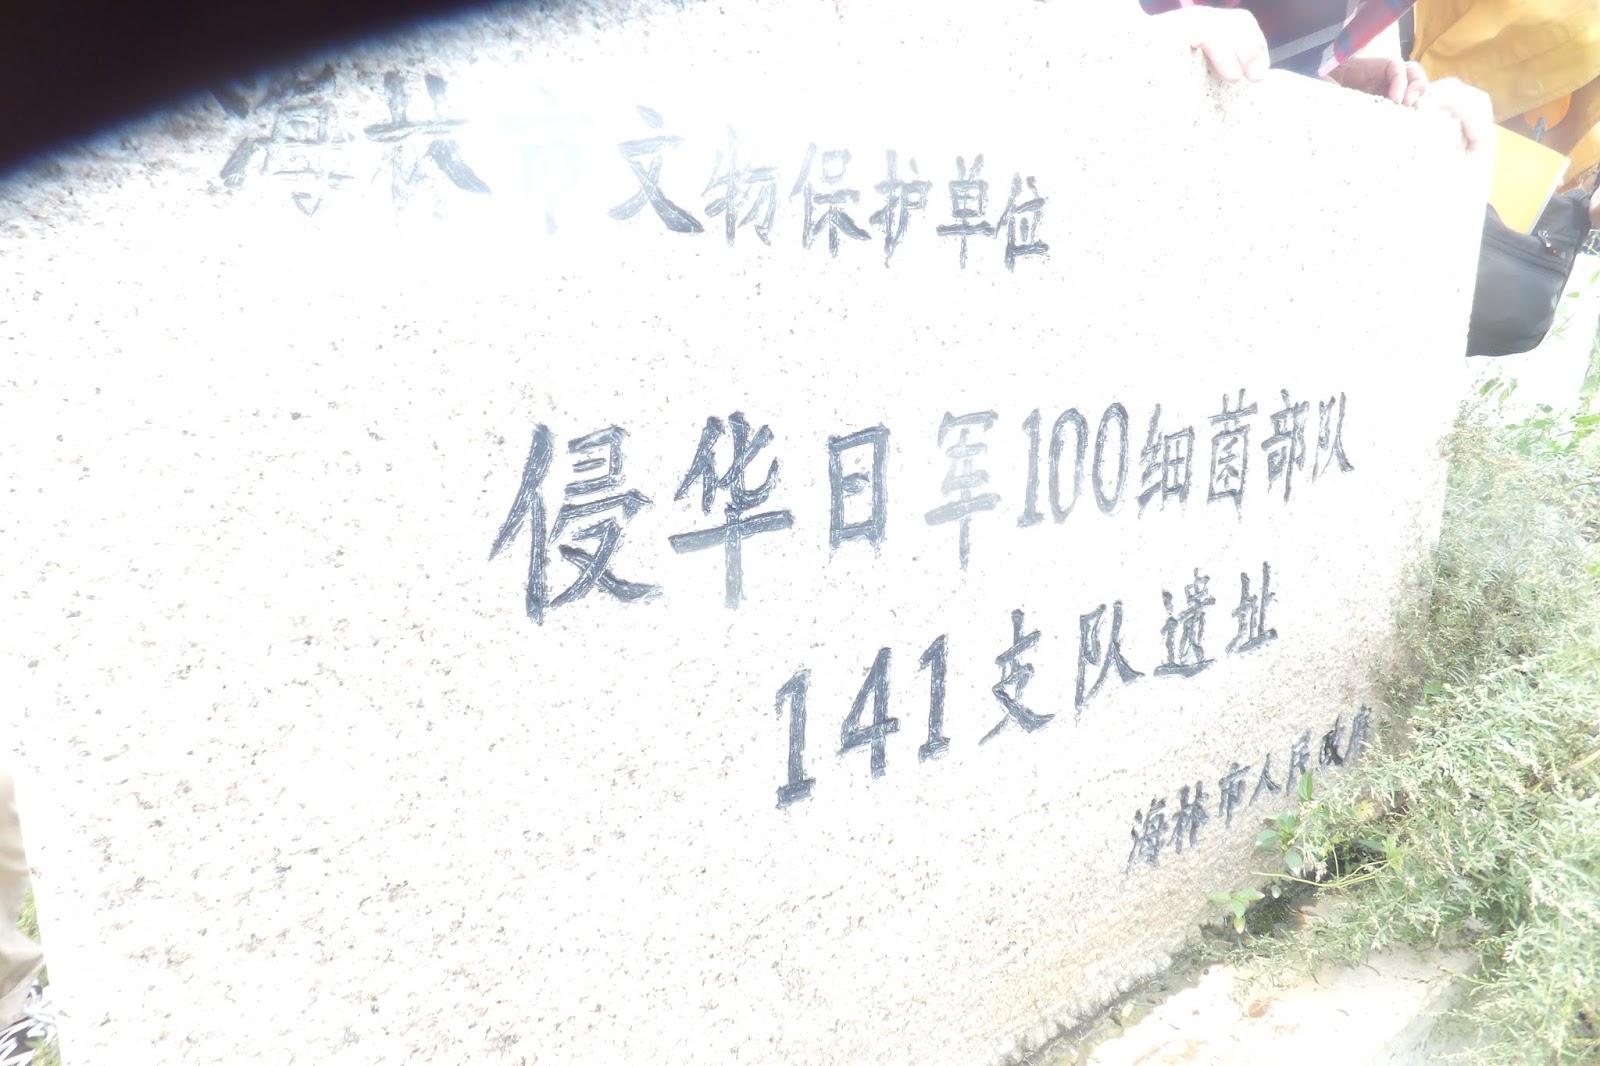 海林市文物保护单位
侵华日军100细菌部队
141支队遗址
海林市人民政府